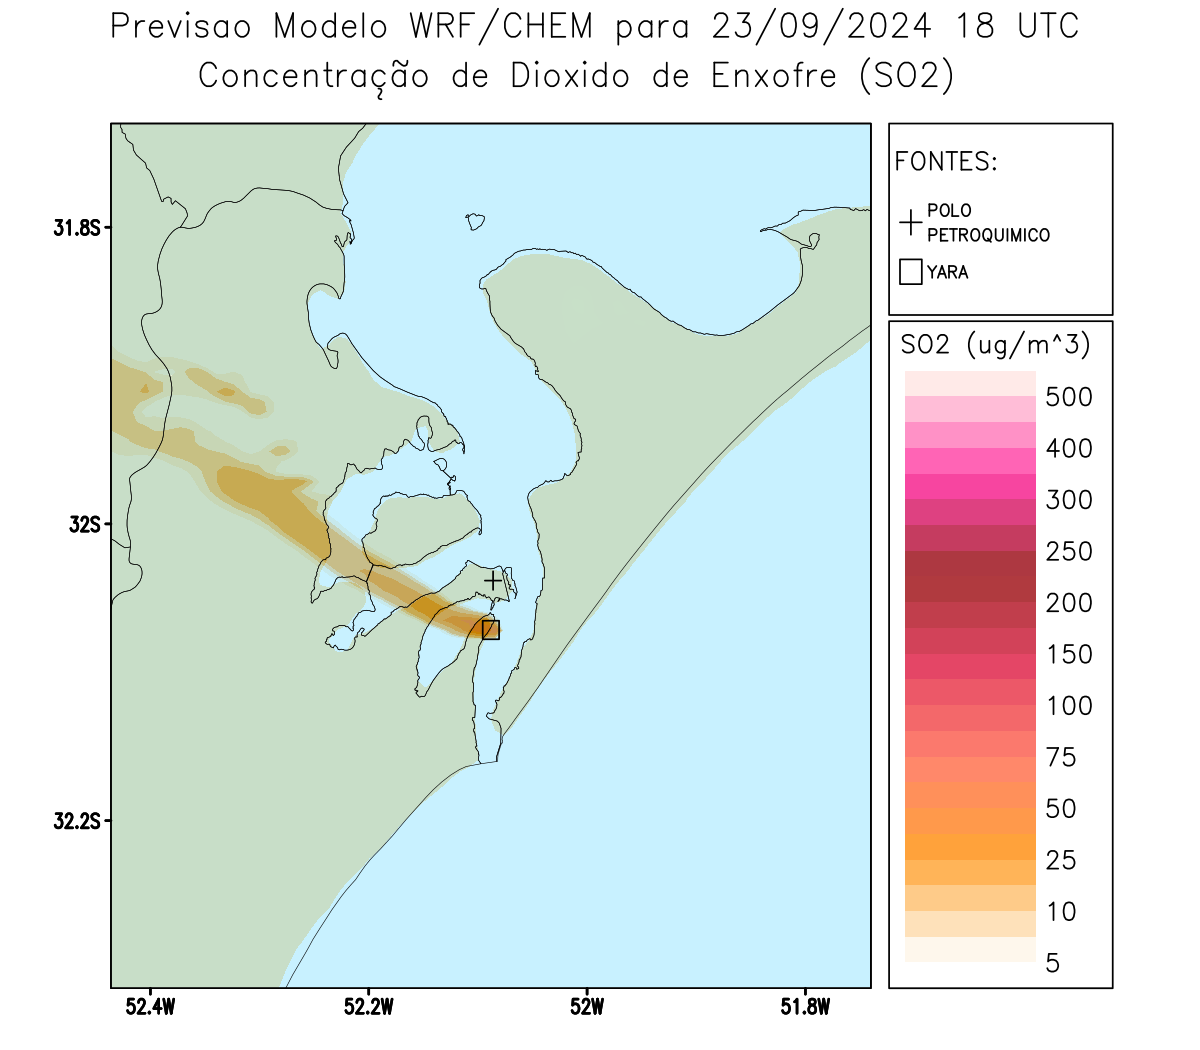 Previsao Modelo WRF/CHEM para 23/09/2024 18 UTC
Concentração de Dioxido de Enxofre (SO2)
FONTES:
POLO
PETROQUIMICO
YARA
31.8S
32S
32.2S
52.4W
52.2W
52W
51.8W
SO2 (ug/m^3)
500
400
300
250
200
150
100
75
50
25
10
5